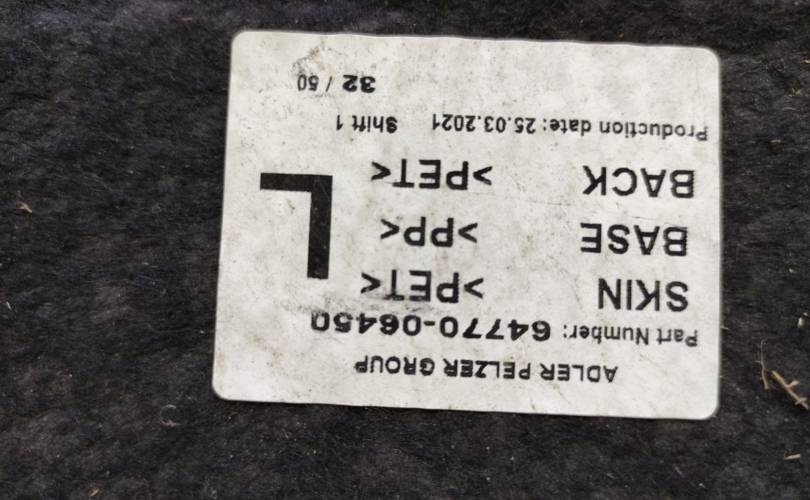 ADLER PELZER GROUP
Part Number: 64770-06450
SKIN >PET<
BASE >PP<
BACK >PET<
L
Production date: 25.03.2021 Shift 1
32 / 50